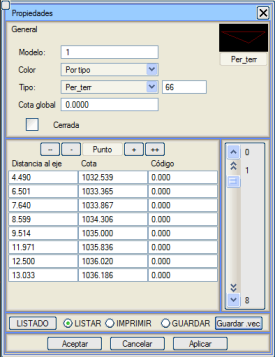 Propiedades
General
Modelo: 1
Color Por tipo
Tipo: Per_terr 66
Per_terr
Cota global 0.0000
Cerrada
-- - Punto + ++
Distancia al eje Cota Código
4.490 1032.539 0.000
6.501 1033.365 0.000
7.640 1033.867 0.000
8.599 1034.306 0.000
9.514 1035.000 0.000
11.971 1035.836 0.000
12.500 1036.020 0.000
13.033 1036.186 0.000
0
1
8
LISTADO LISTAR IMPRIMIR GUARDAR Guardar .vec
Aceptar Cancelar Aplicar